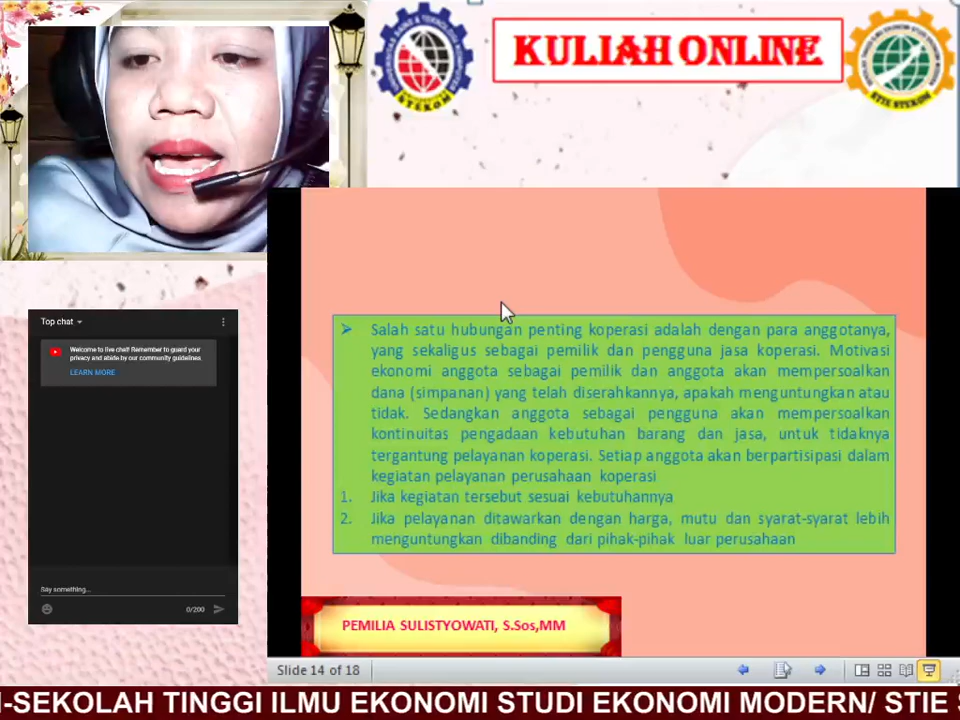 KULIAH ONLINE
STEKOM
STIE STEKOM
Top chat
Welcome to live chat! Remember to guard your
privacy and abide by our community guidelines.
LEARN MORE
Say something...
0/200
Salah satu hubungan penting koperasi adalah dengan para anggotanya,
yang sekaligus sebagai pemilik dan pengguna jasa koperasi. Motivasi
ekonomi anggota sebagai pemilik dan anggota akan mempersoalkan
dana (simpanan) yang telah diserahkannya, apakah menguntungkan atau
tidak. Sedangkan anggota sebagai pengguna akan mempersoalkan
kontinuitas pengadaan kebutuhan barang dan jasa, untuk tidaknya
tergantung pelayanan koperasi. Setiap anggota akan berpartisipasi dalam
kegiatan pelayanan perusahaan koperasi
1. Jika kegiatan tersebut sesuai kebutuhannya
2. Jika pelayanan ditawarkan dengan harga, mutu dan syarat-syarat lebih
menguntungkan dibanding dari pihak-pihak luar perusahaan
PEMILIA SULISTYOWATI, S.Sos,MM
Slide 14 of 18
I-SEKOLAH TINGGI ILMU EKONOMI STUDI EKONOMI MODERN/ STIE S